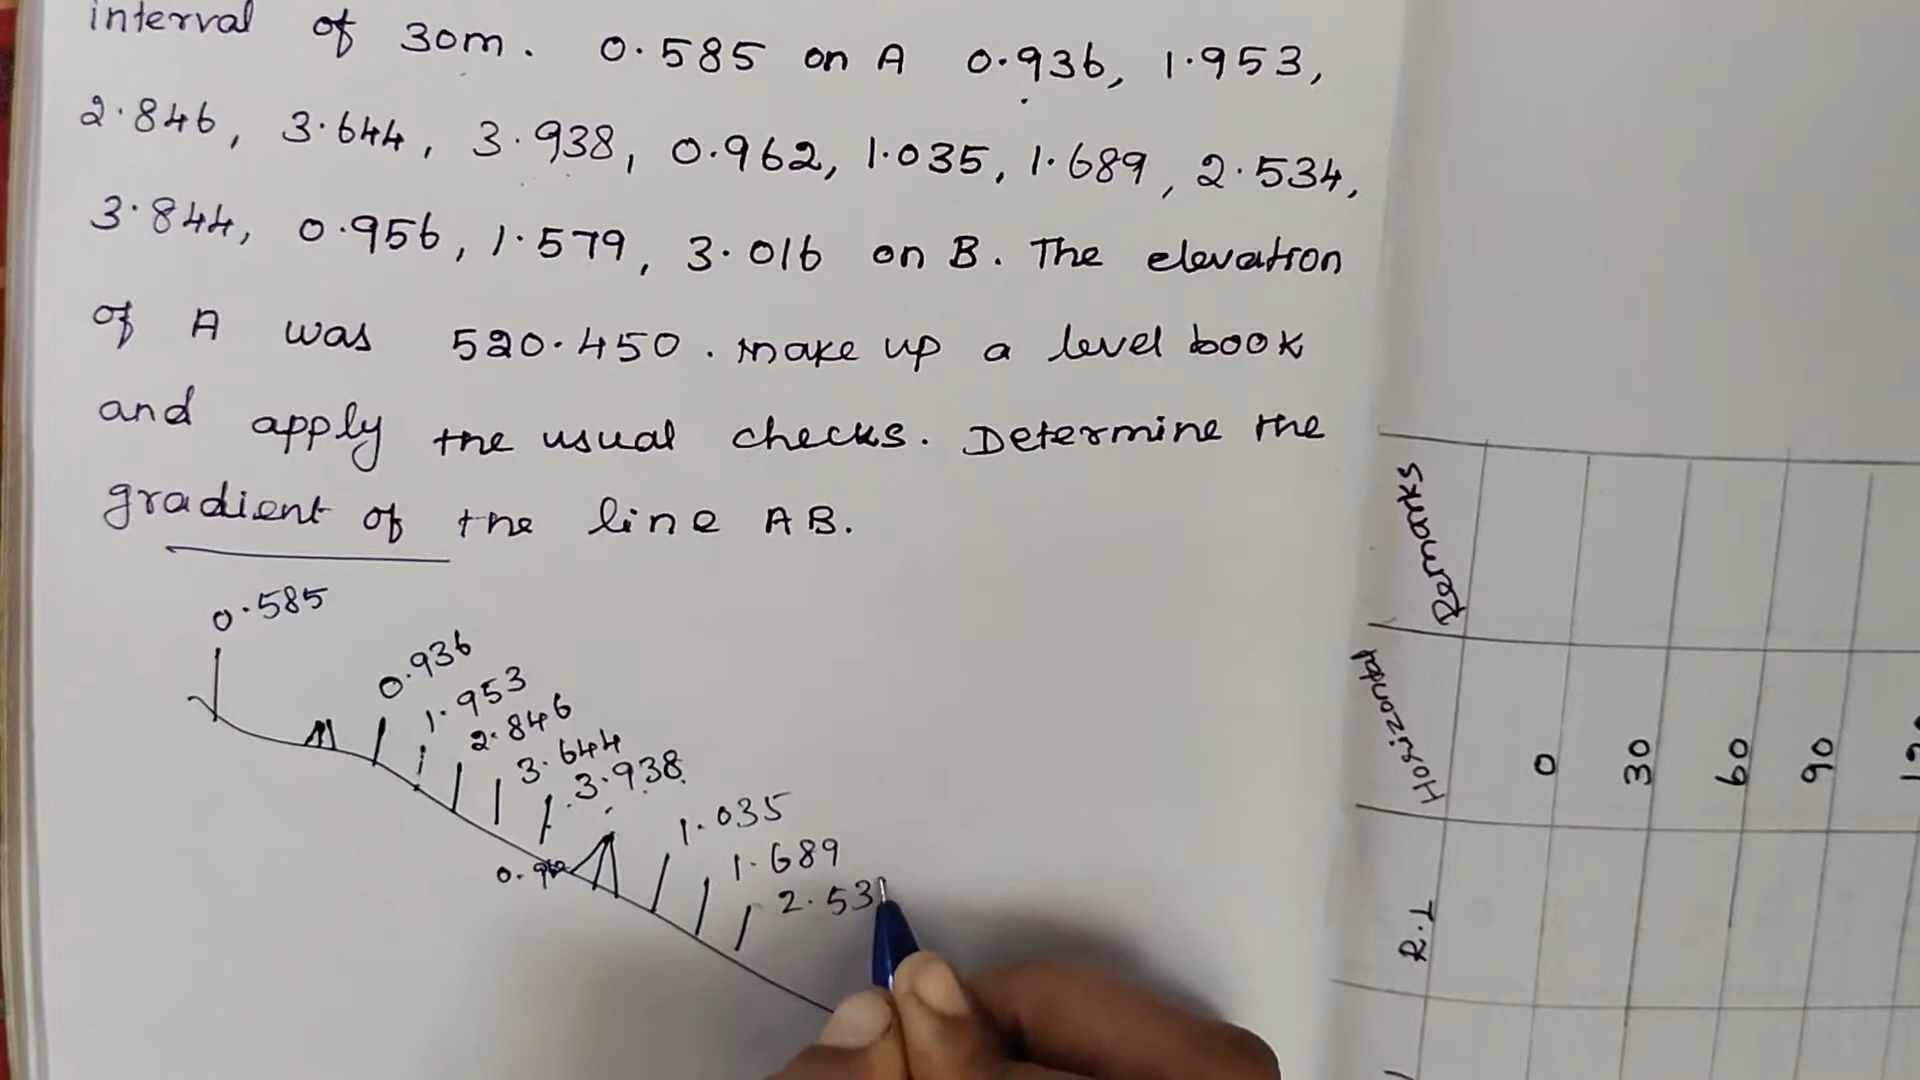 interval of 30m. 0.585 on A 0.936, 1.953,
2.846, 3.644, 3.938, 0.962, 1.035, 1.689, 2.534,
3.844, 0.956, 1.579, 3.016 on B. The elevation
of A was 520.450. make up a level book
and apply the usual checks. Determine the
gradient of the line AB.
0.585
0.936
1.953
2.846
3.644
3.938
0.962
1.035
1.689
2.53
Remarks
Horizontal
0
30
60
90
R.L